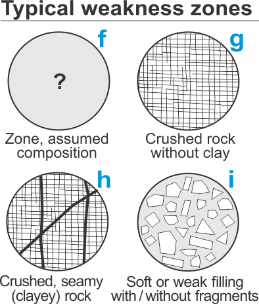 Typical weakness zones
f
g
?
Zone, assumed
composition
Crushed rock
without clay
h
i
Crushed, seamy
(clayey) rock
Soft or weak filling
with / without fragments